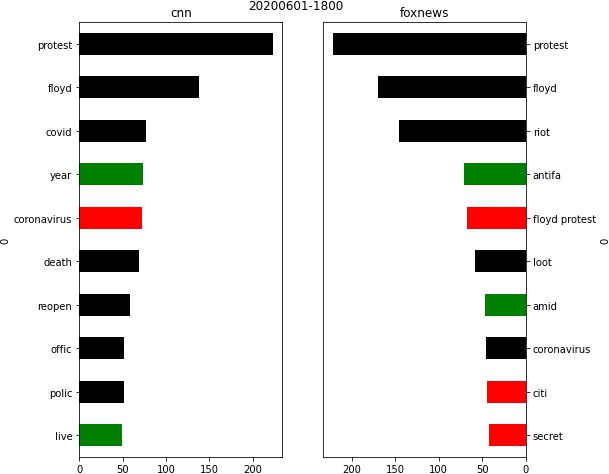 20200601-1800
cnn
foxnews
protest
floyd
covid
year
coronavirus
death
reopen
offic
polic
live
0
0 50 100 150 200
protest
floyd
riot
antifa
floyd protest
loot
amid
coronavirus
citi
secret
0
200 150 100 50 0